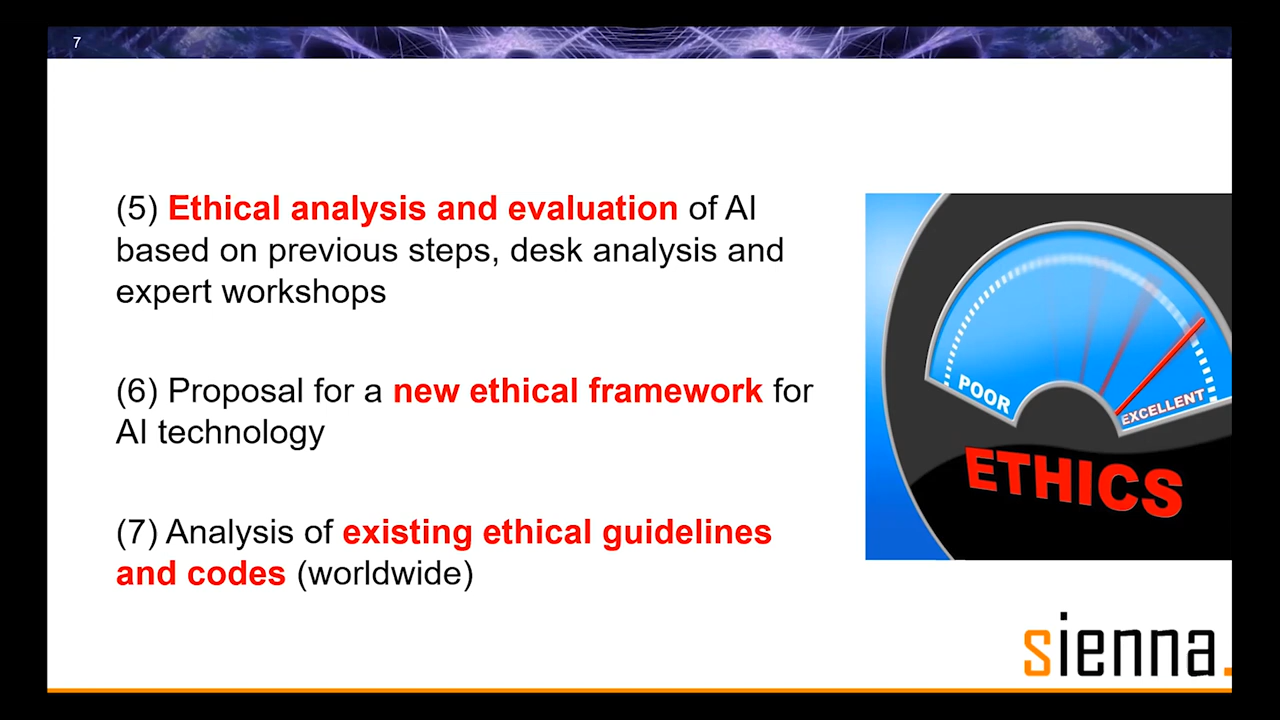 7
(5) Ethical analysis and evaluation of AI
based on previous steps, desk analysis and
expert workshops
(6) Proposal for a new ethical framework for
AI technology
(7) Analysis of existing ethical guidelines
and codes (worldwide)
POOR
EXCELLENT
ETHICS
sienna.